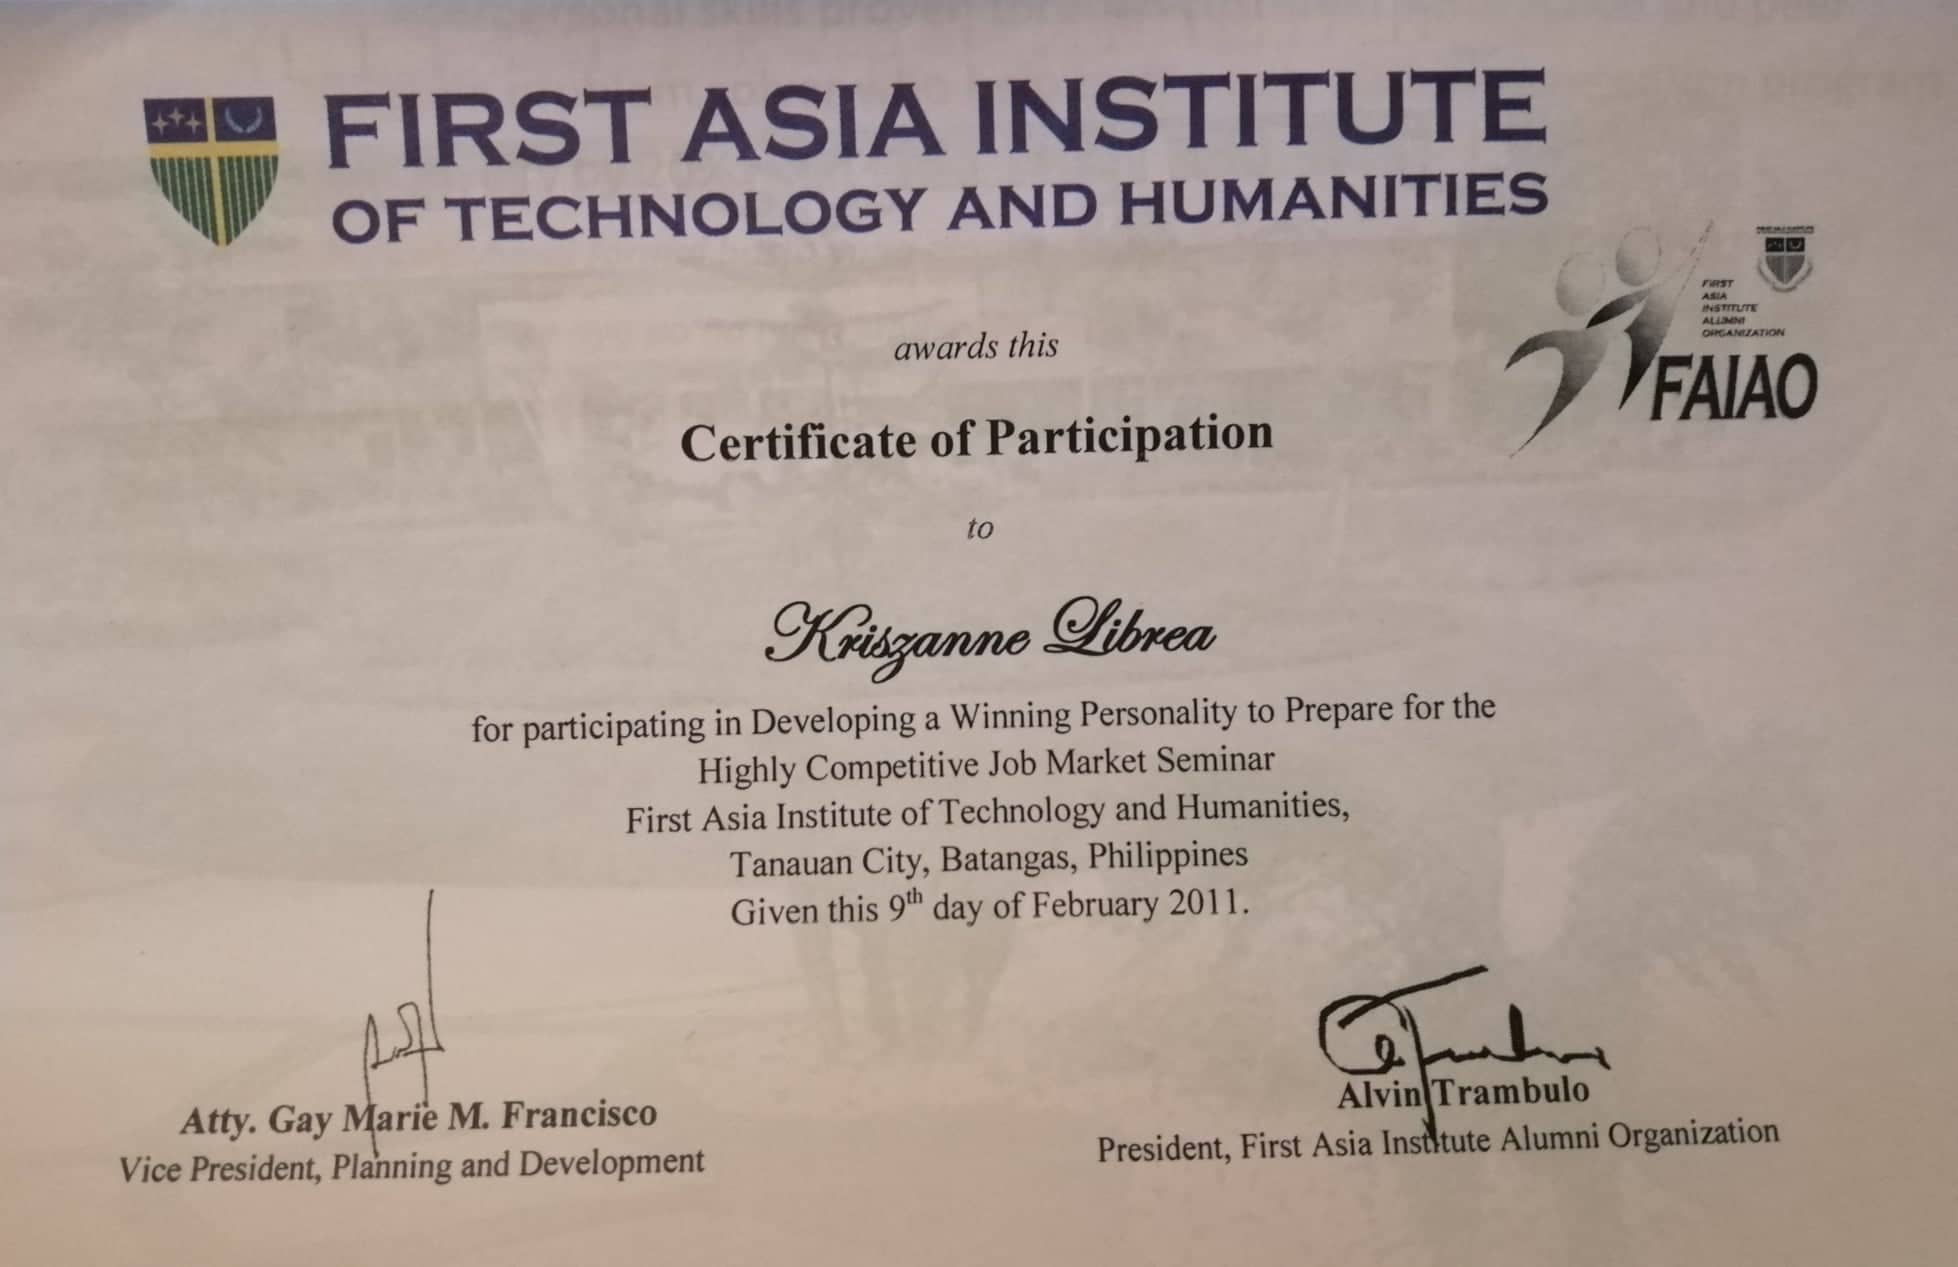 FIRST ASIA INSTITUTE
OF TECHNOLOGY AND HUMANITIES
FIRST
ASIA
INSTITUTE
ALUMNI
ORGANIZATION
FAIAO
awards this
Certificate of Participation
to
Kriszanne Librea
for participating in Developing a Winning Personality to Prepare for the
Highly Competitive Job Market Seminar
First Asia Institute of Technology and Humanities,
Tanauan City, Batangas, Philippines
Given this 9th day of February 2011.
Atty. Gay Marie M. Francisco
Vice President, Planning and Development
Alvin Trambulo
President, First Asia Institute Alumni Organization